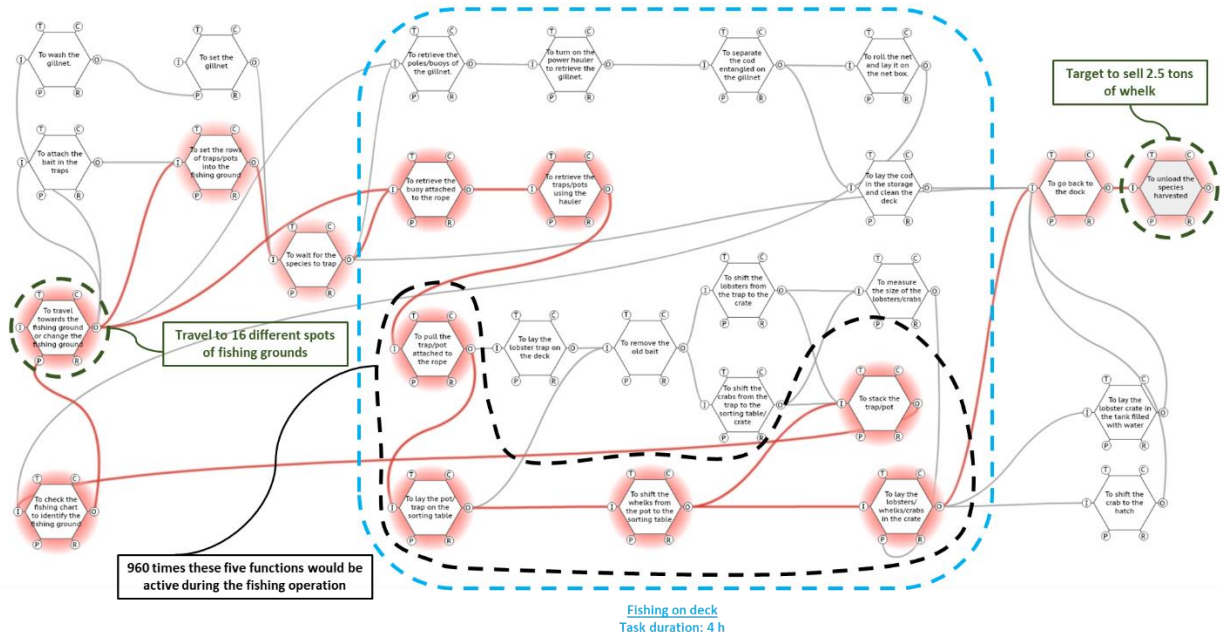 To wash the
gillnet.
To set the
gillnet
To retrieve the
poles/buoys of
the gillnet.
To turn on the
power hauler
to retrieve the
gillnet.
To separate
the cod
entangled on
the gillnet
To roll the net
and lay it on
the net box.
Target to sell 2.5 tons
of whelk
To attach the
bait in the
traps
To set the rows
of traps/pots
into the
fishing ground
To retrieve the
buoy attached
to the rope
To retrieve the
traps/pots
using the
hauler
To lay the cod
in the storage
and clean the
deck
To go back to
the dock
To unload the
species
harvested
To wait for the
species to trap
To shift the
lobsters from
the trap to the
crate
To measure
the size of the
lobsters/crabs
To travel
towards the
fishing ground
or change the
fishing ground
Travel to 16 different spots
of fishing grounds
To pull the
trap/pot
attached to
the rope
To lay the
lobster trap on
the deck
To remove the
old bait
To shift the
crabs from the
trap to the
sorting table/
crate
To stack the
trap/pot
To lay the
lobster crate in
the tank filled
with water
To check the
fishing chart
to identify the
fishing ground
To lay the pot/
trap on the
sorting table
To shift the
whelks from
the pot to the
sorting table
To lay the
lobsters/
whelks/crabs
in the crate
To shift the
crab to the
hatch
960 times these five functions would be
active during the fishing operation
Fishing on deck
Task duration: 4 h